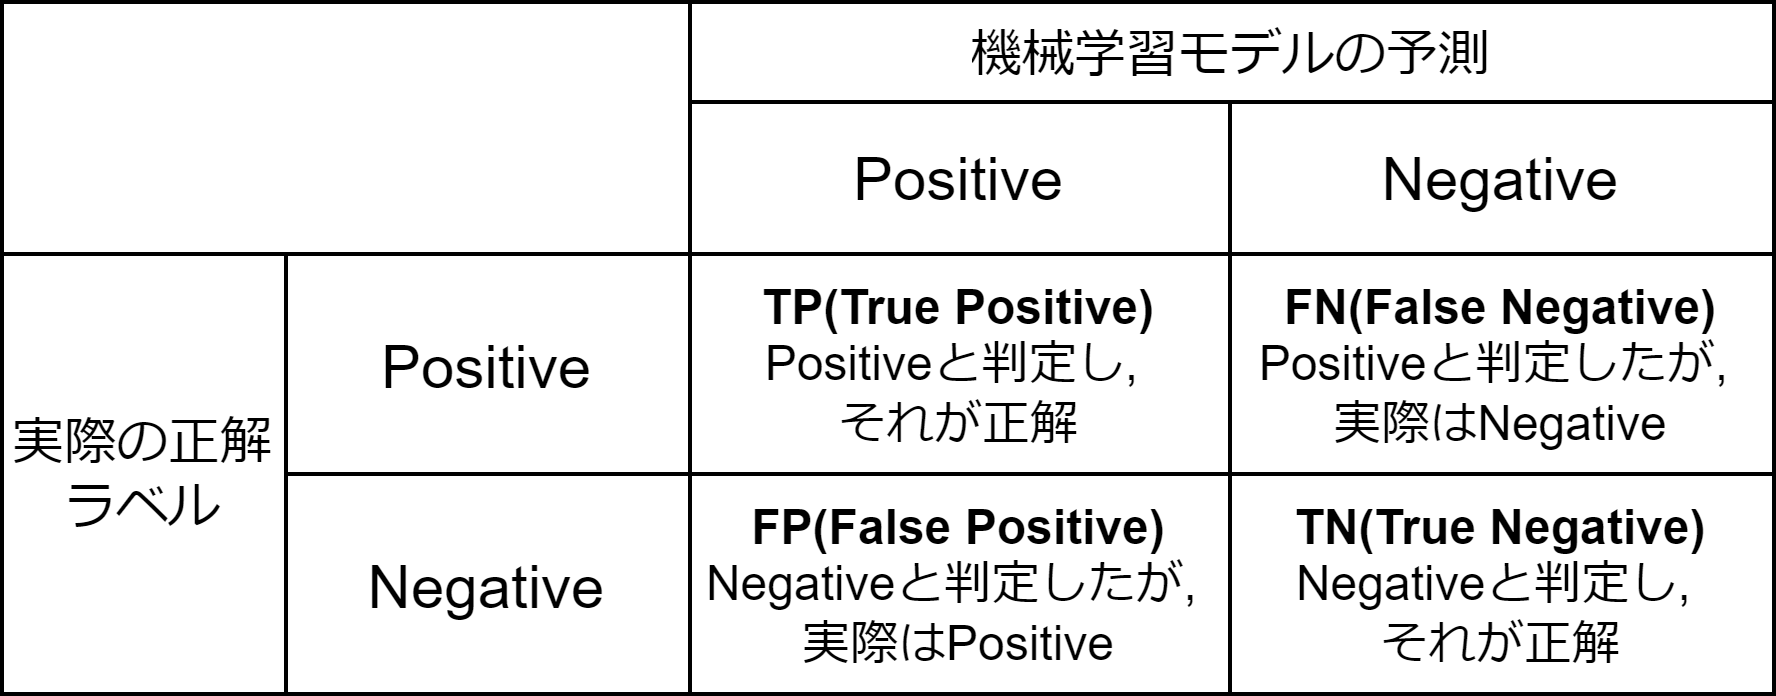 機械学習モデルの予測
Positive
Negative
実際の正解
ラベル
Positive
TP(True Positive)
Positiveと判定し,
それが正解
FN(False Negative)
Positiveと判定したが,
実際はNegative
Negative
FP(False Positive)
Negativeと判定したが,
実際はPositive
TN(True Negative)
Negativeと判定し,
それが正解